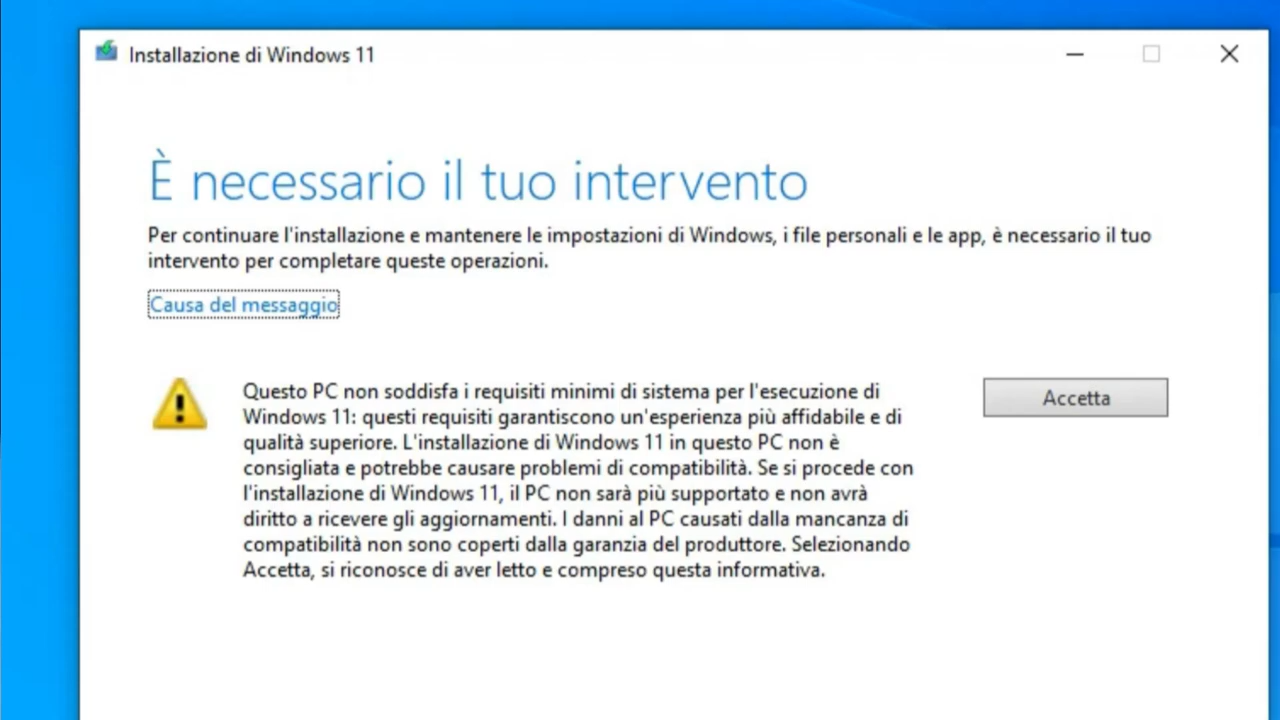 Installazione di Windows 11
È necessario il tuo intervento
Per continuare l'installazione e mantenere le impostazioni di Windows, i file personali e le app, è necessario il tuo
intervento per completare queste operazioni.
Causa del messaggio
Questo PC non soddisfa i requisiti minimi di sistema per l'esecuzione di
Windows 11: questi requisiti garantiscono un'esperienza più affidabile e di
qualità superiore. L'installazione di Windows 11 in questo PC non è
consigliata e potrebbe causare problemi di compatibilità. Se si procede con
l'installazione di Windows 11, il PC non sarà più supportato e non avrà
diritto a ricevere gli aggiornamenti. I danni al PC causati dalla mancanza di
compatibilità non sono coperti dalla garanzia del produttore. Selezionando
Accetta, si riconosce di aver letto e compreso questa informativa.
Accetta